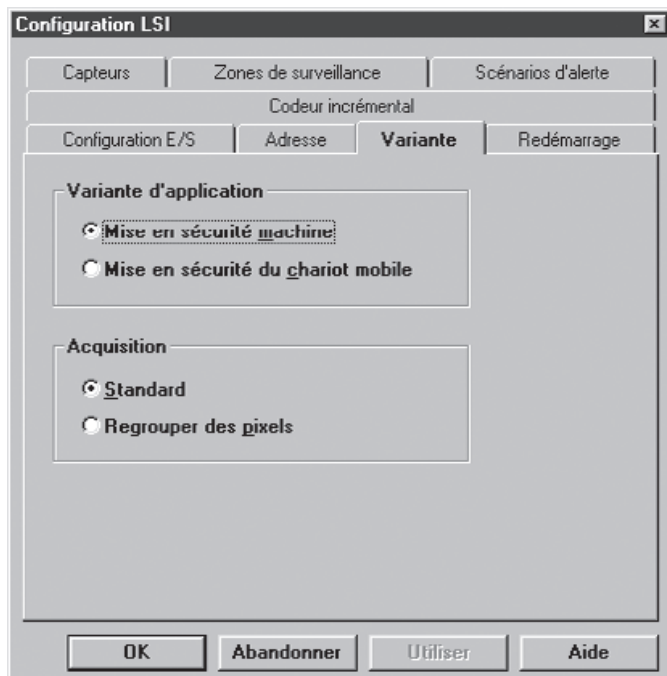 Configuration LSI
Capteurs
Zones de surveillance
Scénarios d'alerte
Codeur incrémental
Configuration E/S
Adresse
Variante
Redémarrage
Variante d'application
Mise en sécurité machine
Mise en sécurité du chariot mobile
Acquisition
Standard
Regrouper des pixels
OK
Abandonner
Utiliser
Aide